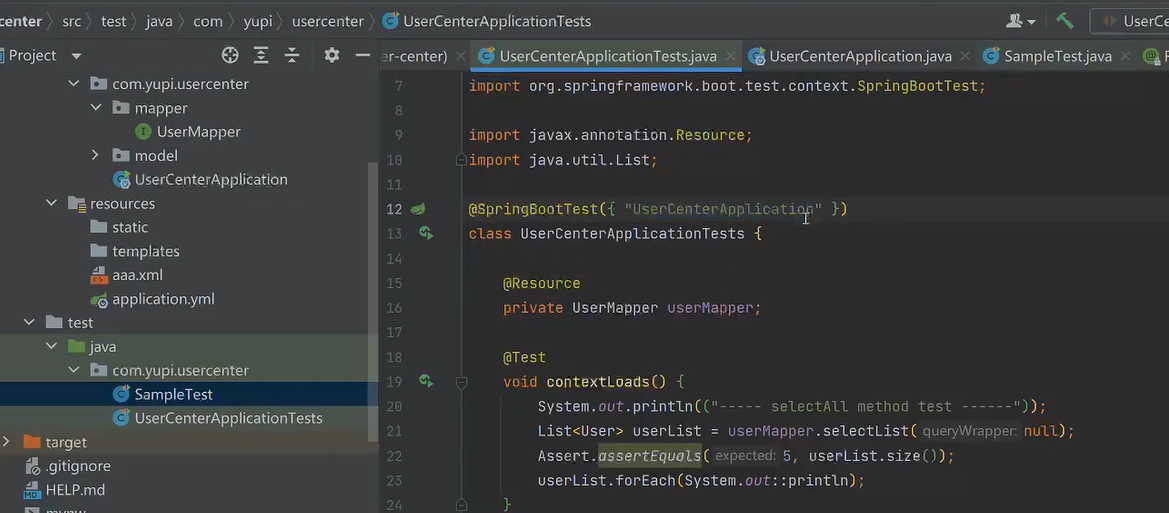 center › src › test › java › com › yupi › usercenter › UserCenterApplicationTests
UserCe
Project
er-center)
UserCenterApplicationTests.java
UserCenterApplication.java
SampleTest.java
com.yupi.usercenter
mapper
UserMapper
model
UserCenterApplication
resources
static
templates
aaa.xml
application.yml
test
java
com.yupi.usercenter
SampleTest
UserCenterApplicationTests
target
.gitignore
HELP.md
7 import org.springframework.boot.test.context.SpringBootTest;
8
9 import javax.annotation.Resource;
10 import java.util.List;
11
12 @SpringBootTest({ "UserCenterApplication" })
13 class UserCenterApplicationTests {
14
15 @Resource
16 private UserMapper userMapper;
17
18 @Test
19 void contextLoads() {
20 System.out.println(("----- selectAll method test ------"));
21 List<User> userList = userMapper.selectList( queryWrapper: null);
22 Assert.assertEquals( expected: 5, userList.size());
23 userList.forEach(System.out::println);
24 }